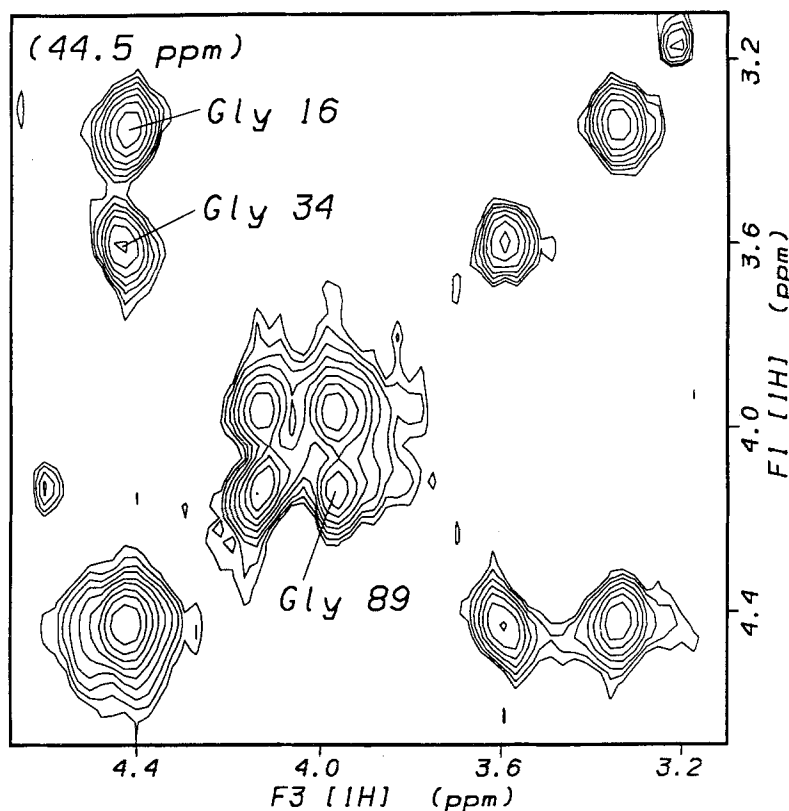 (44.5 ppm)
Gly 16
Gly 34
Gly 89
3.2
3.6
4.0
4.4
F1 [1H] (ppm)
4.4
4.0
3.6
3.2
F3 [1H] (ppm)